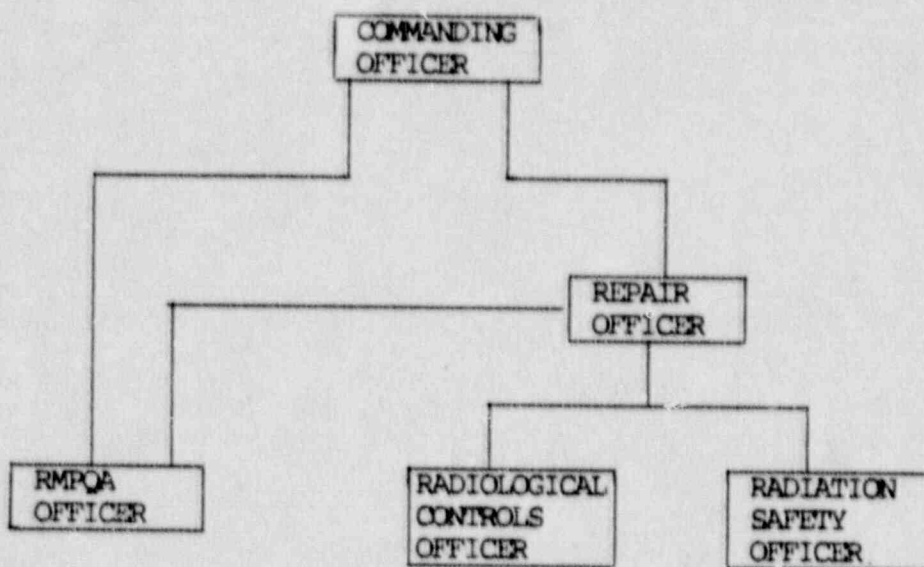 COMMANDING
OFFICER
REPAIR
OFFICER
RMPQA
OFFICER
RADIOLOGICAL
CONTROLS
OFFICER
RADIATION
SAFETY
OFFICER